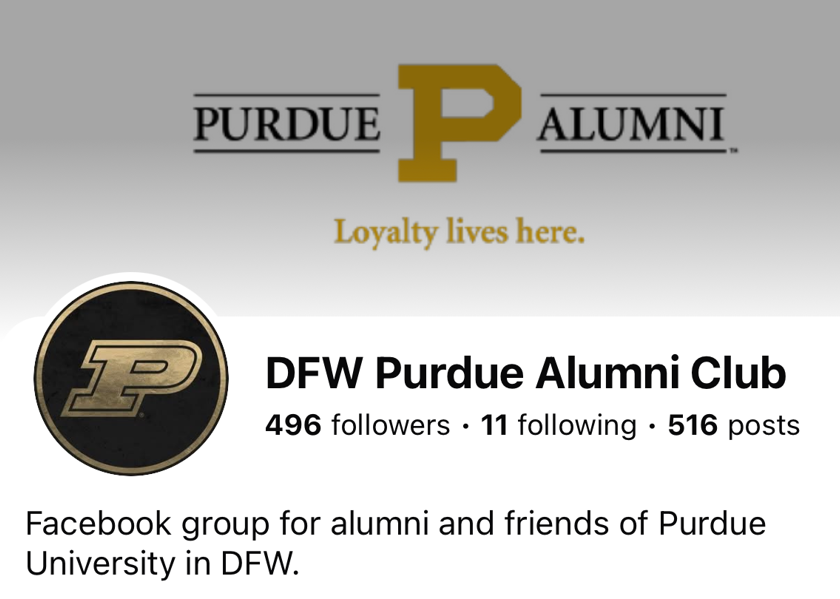 PURDUE P ALUMNI™
Loyalty lives here.
P
DFW Purdue Alumni Club
496 followers · 11 following · 516 posts
Facebook group for alumni and friends of Purdue
University in DFW.